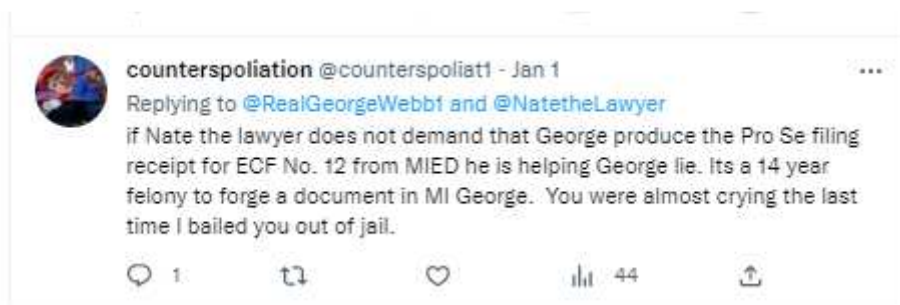 counterspoliation @counterspoliat1 - Jan 1
Replying to @RealGeorgeWebb1 and @NatetheLawyer
if Nate the lawyer does not demand that George produce the Pro Se filing
receipt for ECF No. 12 from MIED he is helping George lie. Its a 14 year
felony to forge a document in MI George.  You were almost crying the last
time I bailed you out of jail.
1 44